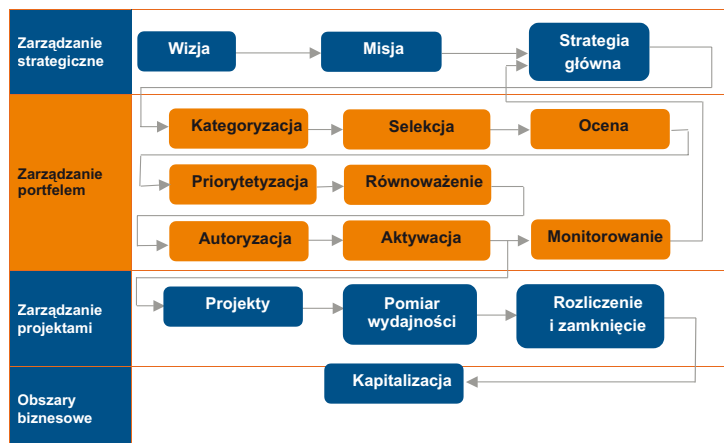 Zarządzanie
strategiczne
Wizja
Misja
Strategia
główna
Zarządzanie
portfelem
Kategoryzacja
Selekcja
Ocena
Priorytetyzacja
Równoważenie
Autoryzacja
Aktywacja
Monitorowanie
Zarządzanie
projektami
Projekty
Pomiar
wydajności
Rozliczenie
i zamknięcie
Obszary
biznesowe
Kapitalizacja